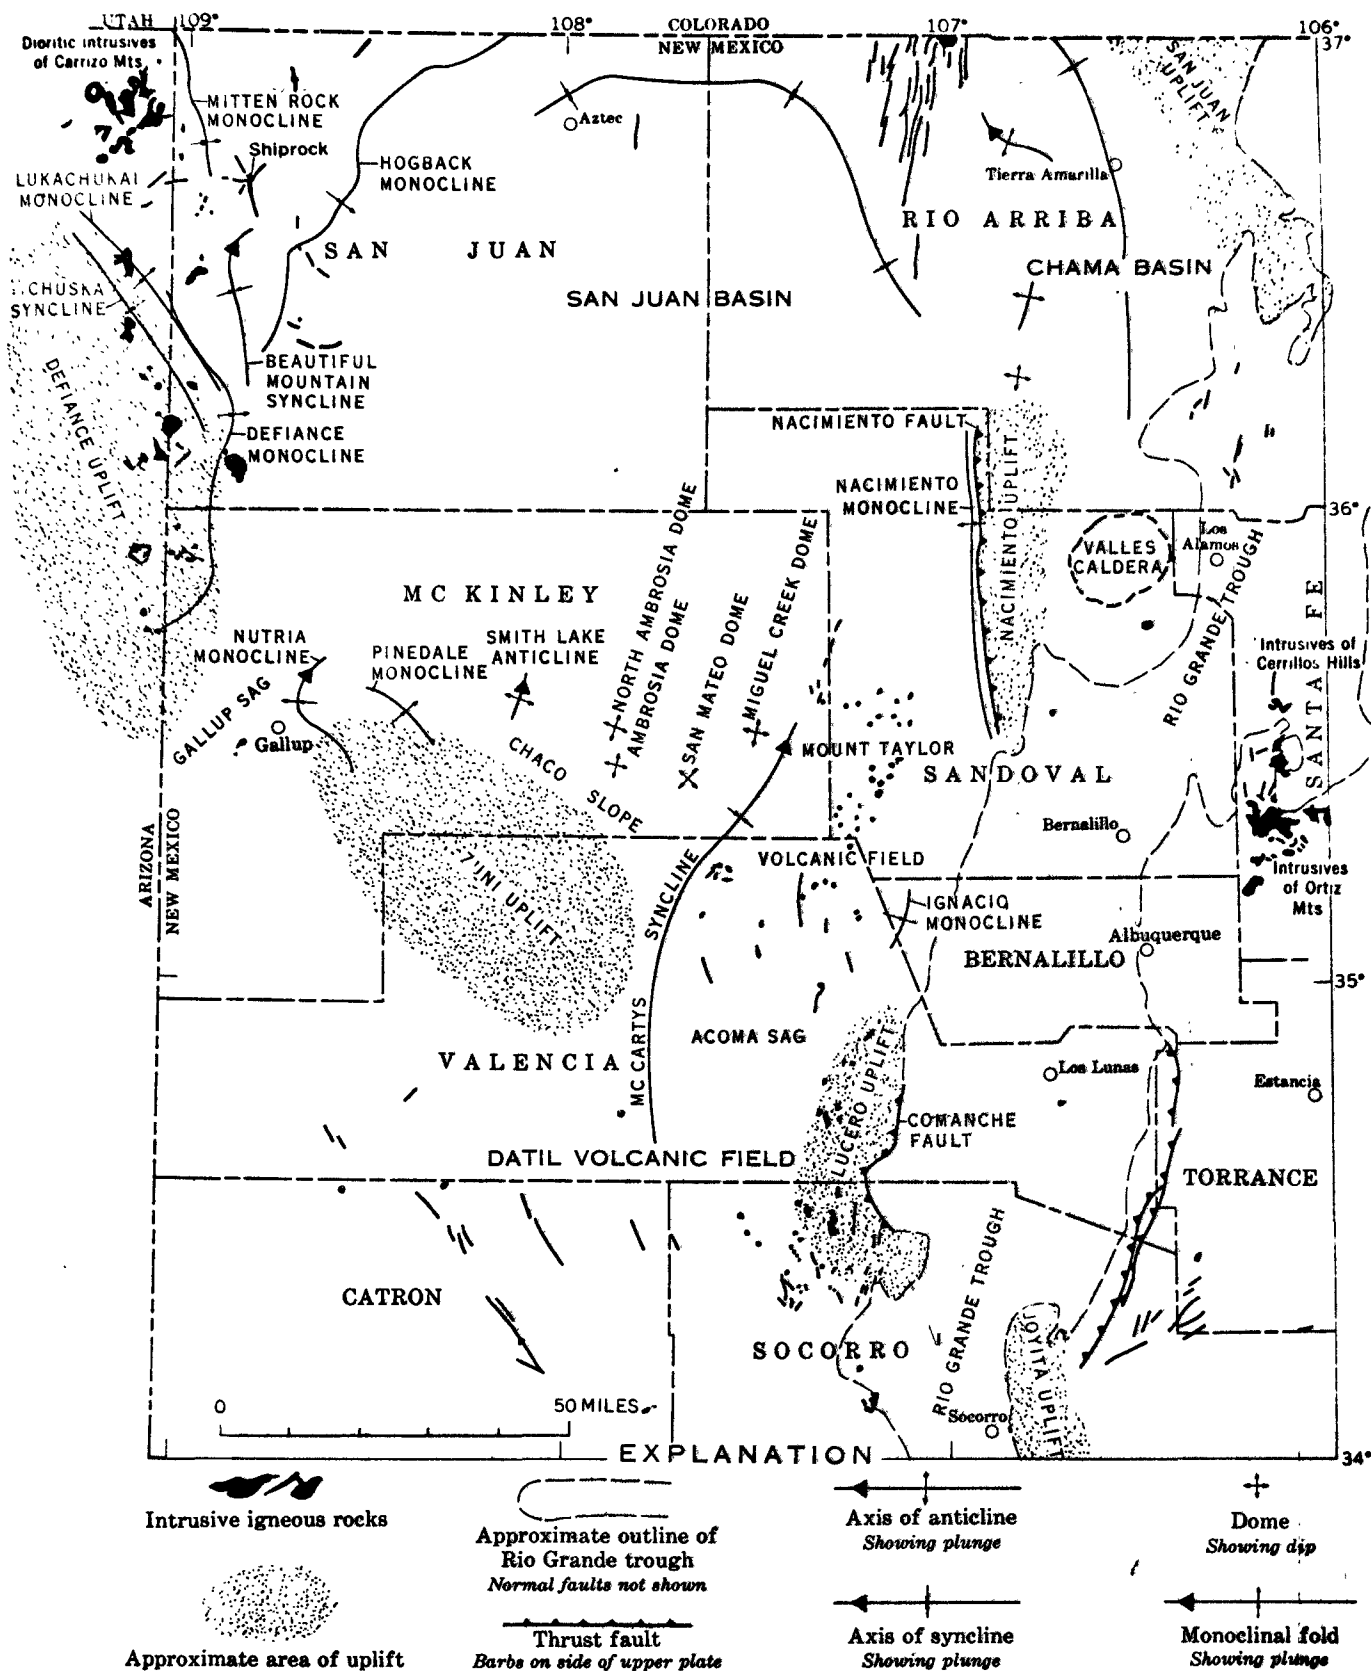 UTAH
109°
108°
COLORADO
NEW MEXICO
107°
106°
37°
Dioritic intrusives
of Carrizo Mts.
MITTEN ROCK
MONOCLINE
Shiprock
LUKACHUKAI
MONOCLINE
HOGBACK
MONOCLINE
Aztec
SAN JUAN
UPLIFT
Tierra Amarilla
RIO ARRIBA
SAN JUAN
CHAMA BASIN
SAN JUAN BASIN
CHUSKA
SYNCLINE
BEAUTIFUL
MOUNTAIN
SYNCLINE
DEFIANCE UPLIFT
DEFIANCE
MONOCLINE
NACIMIENTO FAULT
NACIMIENTO
MONOCLINE
NACIMIENTO UPLIFT
NACIMIENTO UPLIFT
36°
VALLES
CALDERA
Los
Alamos
RIO GRANDE TROUGH
SANTA FE
MC KINLEY
NORTH AMBROSIA DOME
AMBROSIA DOME
SAN MATEO DOME
MIGUEL CREEK DOME
NUTRIA
MONOCLINE
PINEDALE
MONOCLINE
SMITH LAKE
ANTICLINE
Intrusives of
Cerrillos Hills
GALLUP SAG
Gallup
CHACO
SLOPE
MOUNT TAYLOR
SANDOVAL
Bernalillo
ARIZONA
NEW MEXICO
VOLCANIC FIELD
Intrusives
of Ortiz
Mts
ZUNI UPLIFT
MC CARTYS SYNCLINE
IGNACIO
MONOCLINE
Albuquerque
BERNALILLO
35°
ACOMA SAG
VALENCIA
LUCERO UPLIFT
Los Lunas
Estancia
COMANCHE
FAULT
DATIL VOLCANIC FIELD
TORRANCE
CATRON
RIO GRANDE TROUGH
SOCORRO
JOYITA UPLIFT
Socorro
0
50 MILES
34°
EXPLANATION
Intrusive igneous rocks
Approximate outline of
Rio Grande trough
Normal faults not shown
Axis of anticline
Showing plunge
Dome
Showing dip
Approximate area of uplift
Thrust fault
Barbs on side of upper plate
Axis of syncline
Showing plunge
Monoclinal fold
Showing plunge